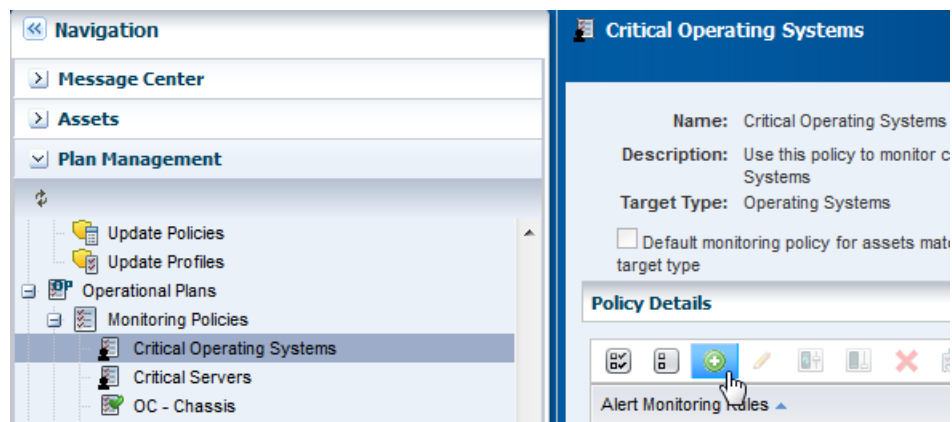 Navigation
Message Center
Assets
Plan Management
Update Policies
Update Profiles
Operational Plans
Monitoring Policies
Critical Operating Systems
Critical Servers
OC - Chassis
Critical Operating Systems
Name: Critical Operating Systems
Description: Use this policy to monitor c
Systems
Target Type: Operating Systems
Default monitoring policy for assets mat
target type
Policy Details
Alert Monitoring Rules